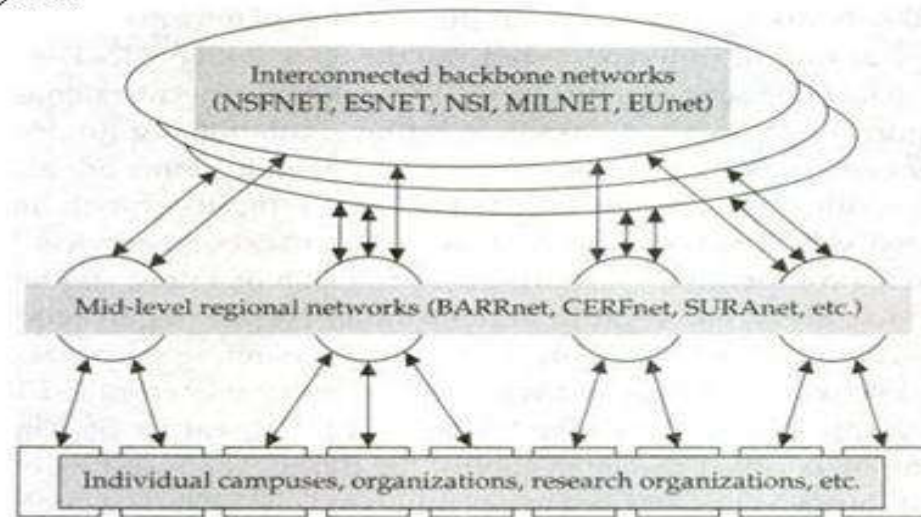 Interconnected backbone networks
(NSFNET, ESNET, NSI, MILNET, EUnet)
Mid-level regional networks (BARRnet, CERFnet, SURAnet, etc.)
Individual campuses, organizations, research organizations, etc.